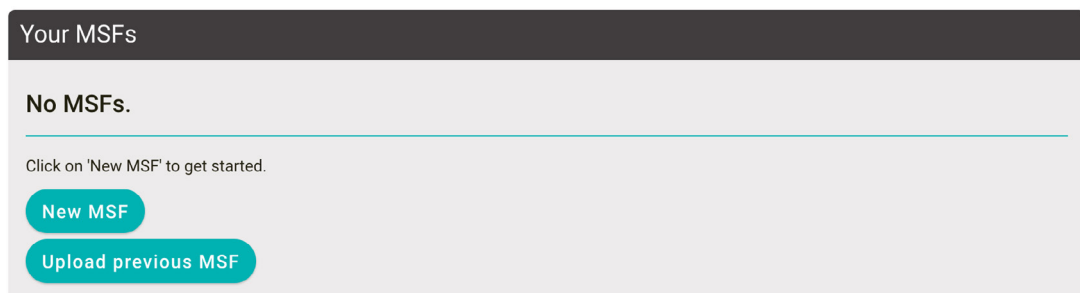 Your MSFs
No MSFs.
Click on 'New MSF' to get started.
New MSF
Upload previous MSF